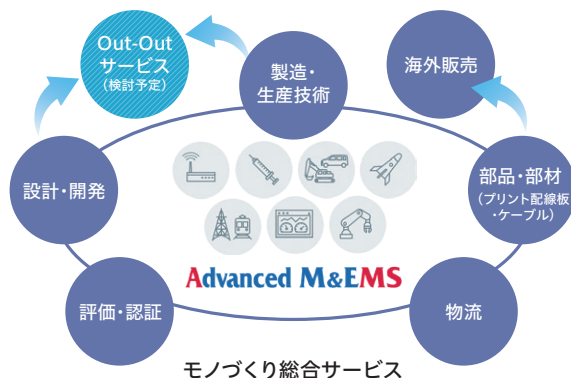 Out-Out
サービス
（検討予定）
製造・
生産技術
海外販売
設計・開発
部品・部材
（プリント配線板
・ケーブル）
Advanced M&EMS
評価・認証
物流
モノづくり総合サービス